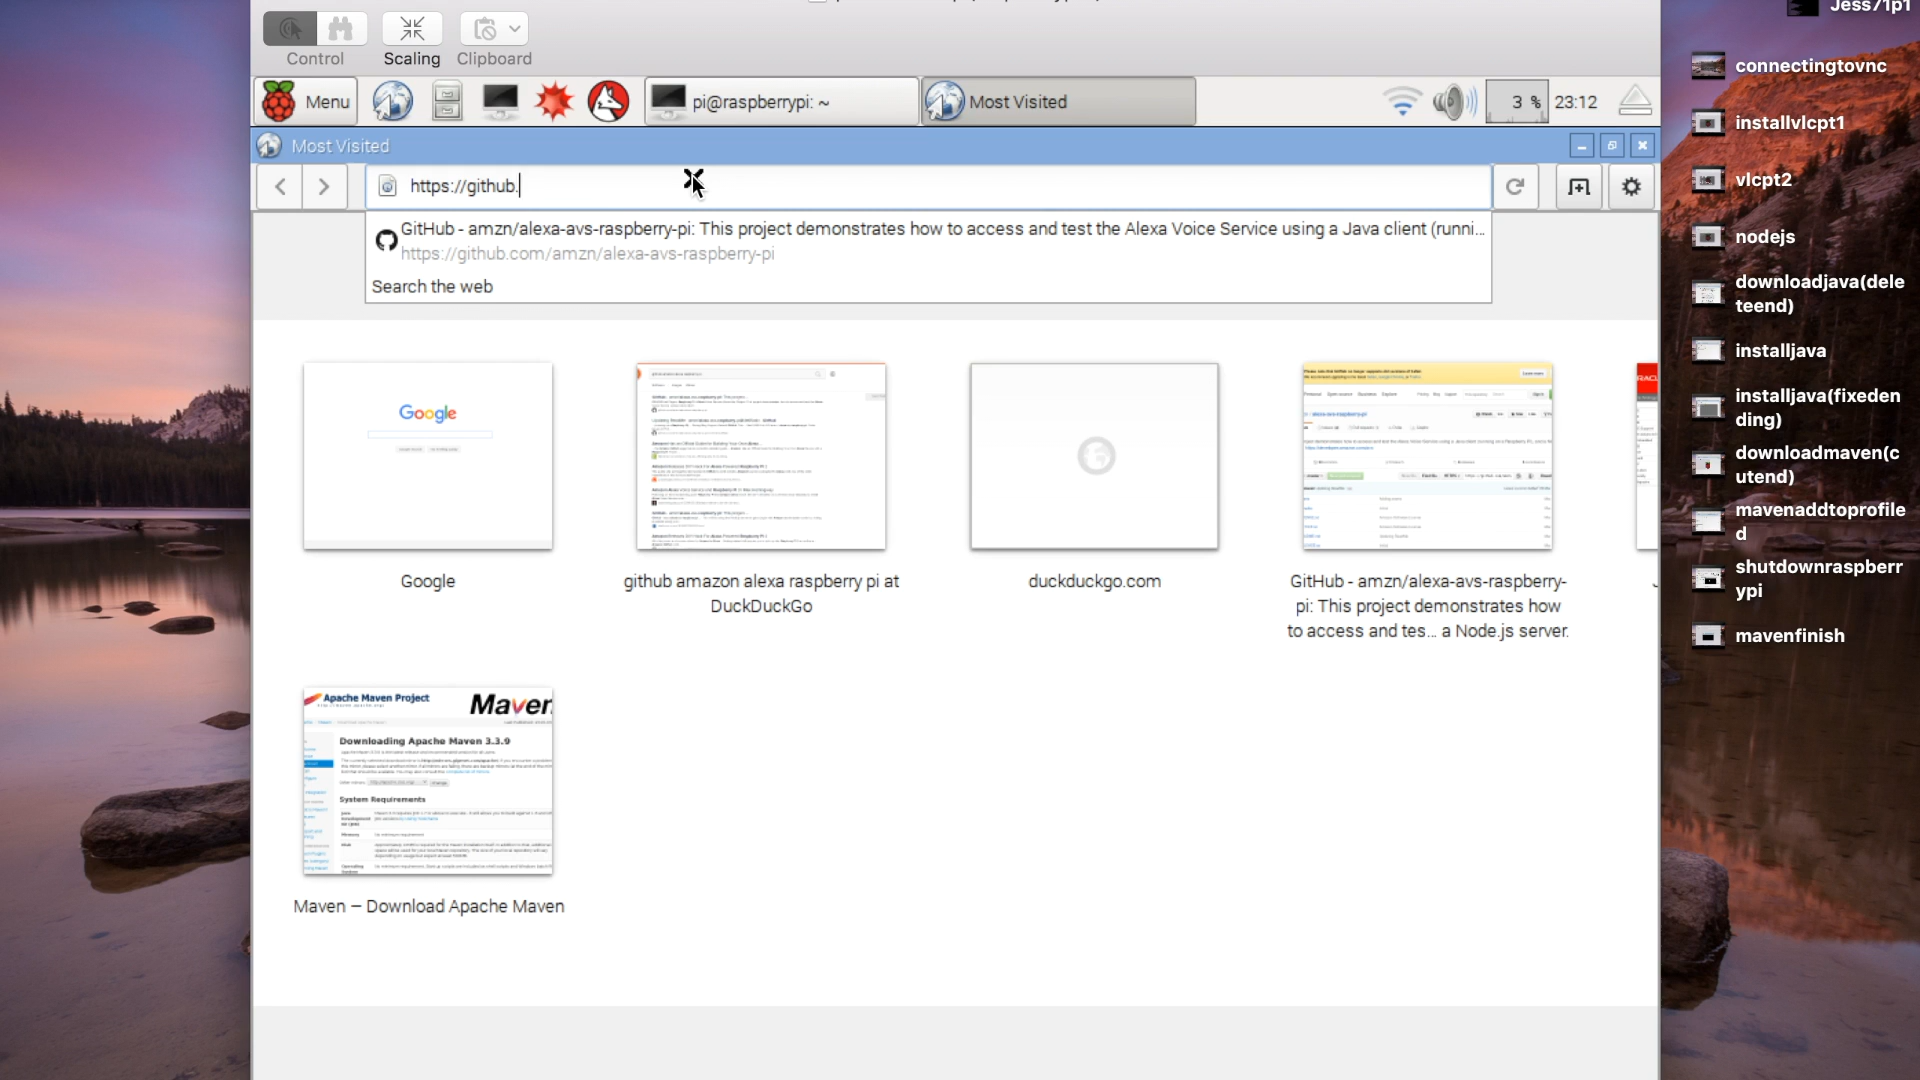 Control
Scaling
Clipboard
Menu
pi@raspberrypi: ~
Most Visited
3 %
23:12
Most Visited
https://github.
GitHub - amzn/alexa-avs-raspberry-pi: This project demonstrates how to access and test the Alexa Voice Service using a Java client (runni...
https://github.com/amzn/alexa-avs-raspberry-pi
Search the web
Google
Google
github amazon alexa raspberry pi at
DuckDuckGo
duckduckgo.com
GitHub - amzn/alexa-avs-raspberry-
pi: This project demonstrates how
to access and tes... a Node.js server.
Apache Maven Project
Downloading Apache Maven 3.3.9
System Requirements
Maven – Download Apache Maven
connectingtovnc
installvlcpt1
vlcpt2
nodejs
downloadjava(dele
teend)
installjava
installjava(fixeden
ding)
downloadmaven(c
utend)
mavenaddtoprofile
d
shutdownraspberr
ypi
mavenfinish